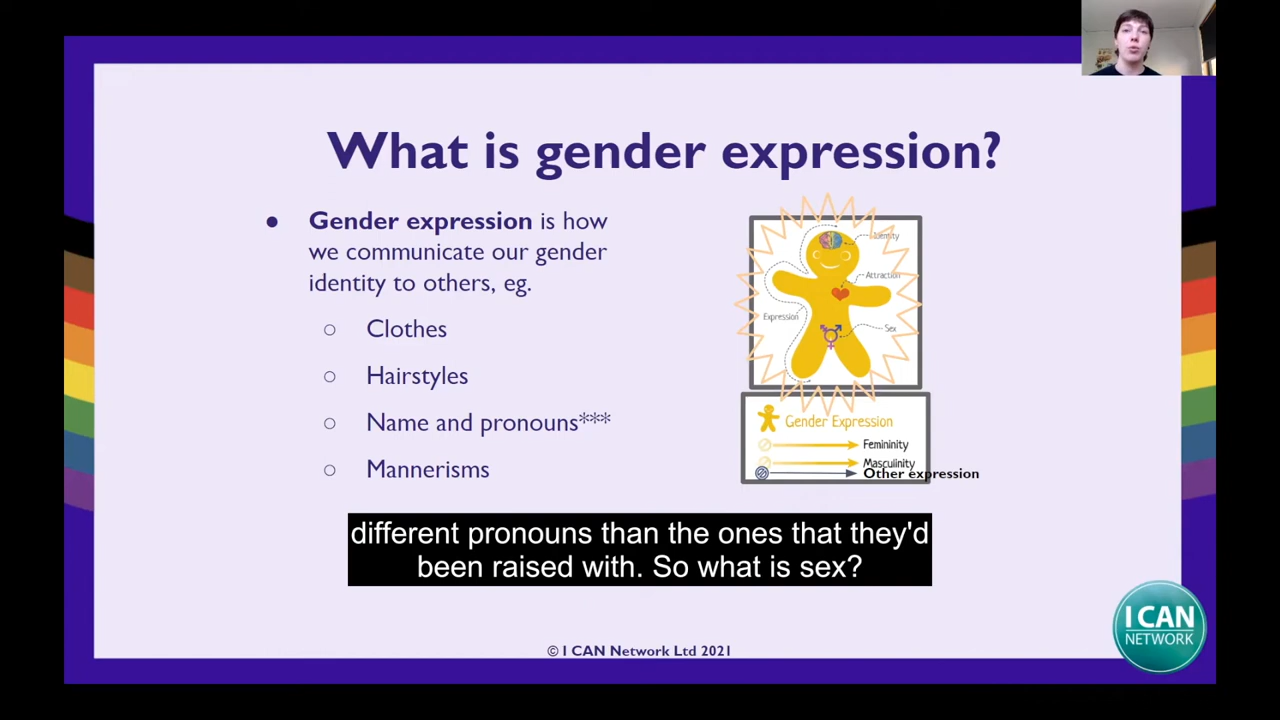 What is gender expression?
● Gender expression is how
we communicate our gender
identity to others, eg.
○ Clothes
○ Hairstyles
○ Name and pronouns***
○ Mannerisms
Identity
Attraction
Expression
Sex
Gender Expression
Femininity
Masculinity
Other expression
different pronouns than the ones that they'd
been raised with. So what is sex?
I CAN
NETWORK
© I CAN Network Ltd 2021